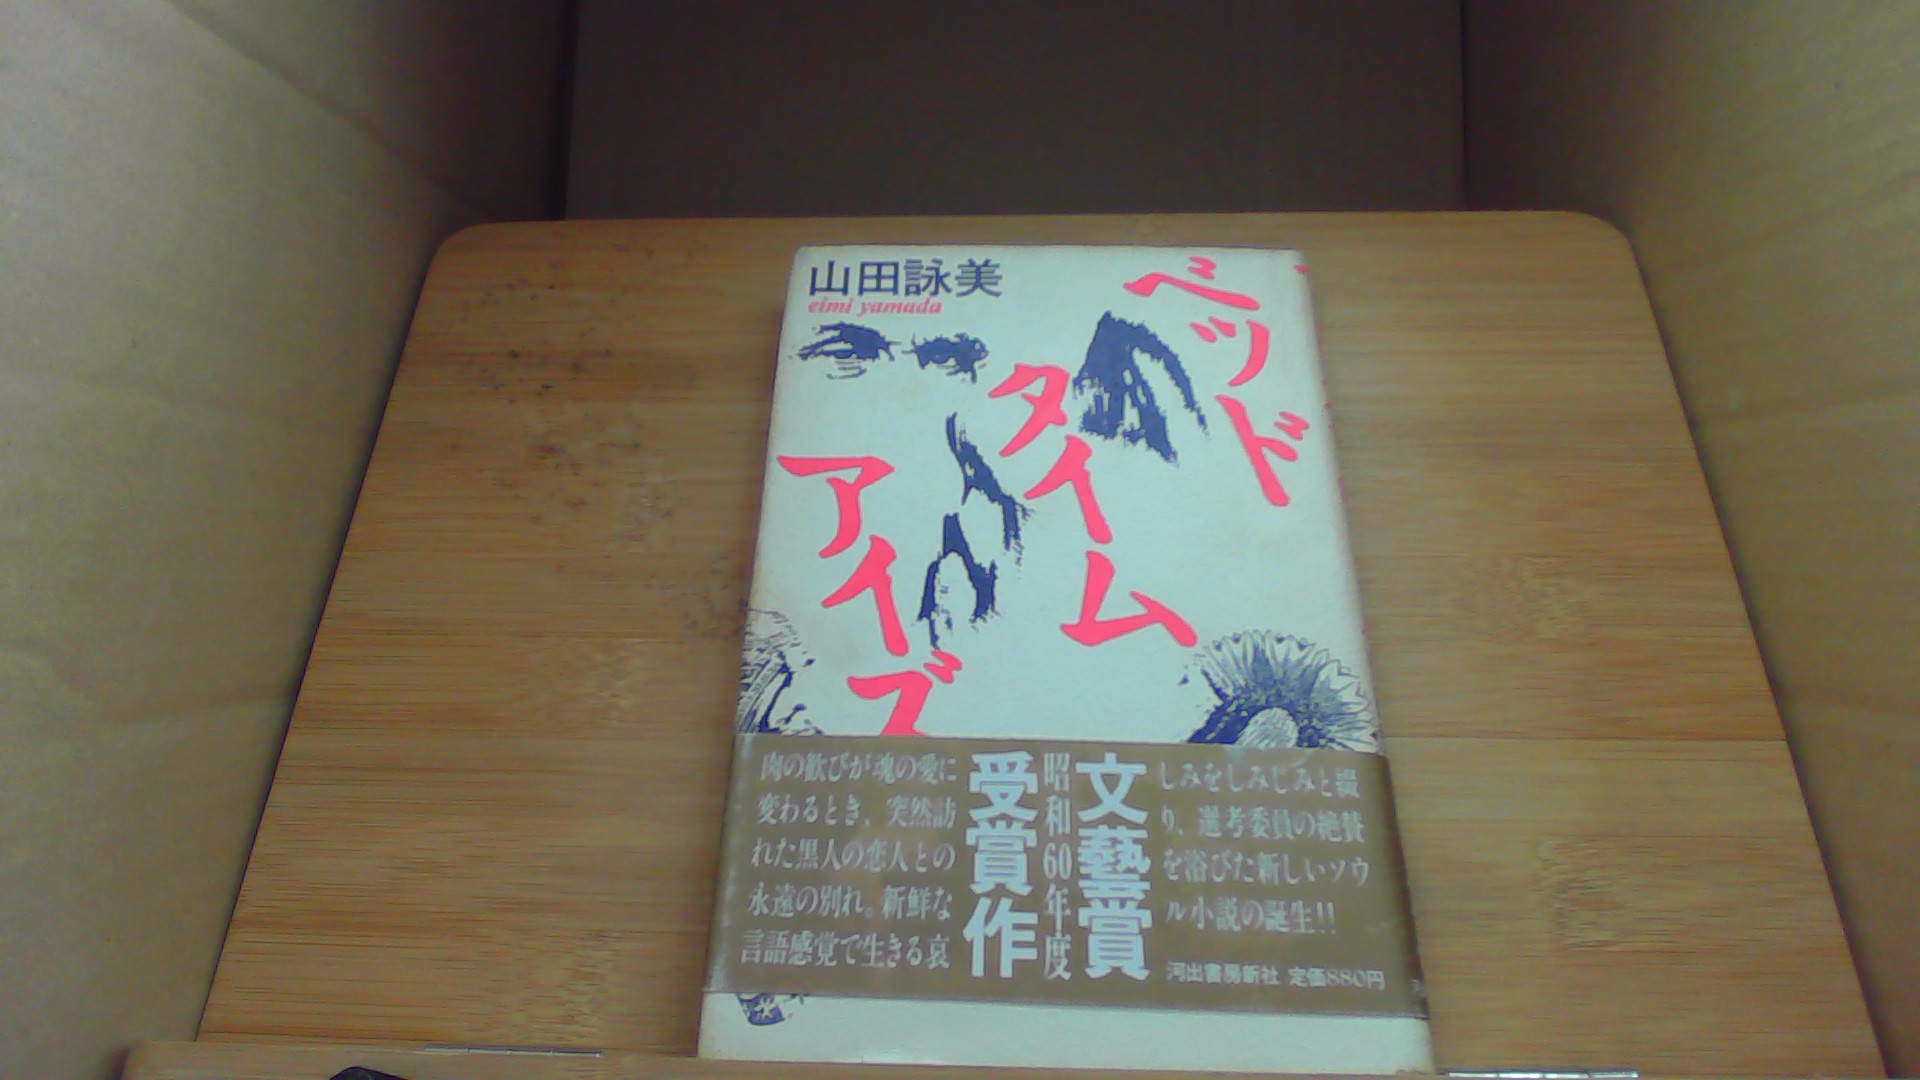 山田詠美
eimi yamada
ベッド
タイム
アイズ
肉の歓びが魂の愛に
変わるとき、突然訪
れた黒人の恋人との
永遠の別れ。新鮮な
言語感覚で生きる哀
しみをしみじみと綴
り、選考委員の絶賛
を浴びた新しいソウ
ル小説の誕生!!
文藝賞
昭和60年度
受賞作
河出書房新社 定価880円